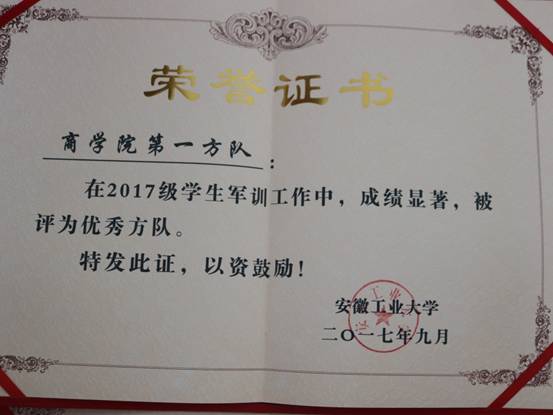 荣誉证书
商学院第一方队：
在2017级学生军训工作中，成绩显著，被
评为优秀方队。
特发此证，以资鼓励！
安徽工业大学
二〇一七年九月